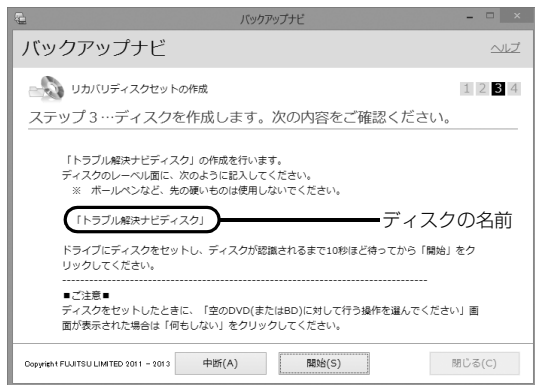 バックアップナビ
バックアップナビ
ヘルプ
リカバリディスクセットの作成
1 2 3 4
ステップ3…ディスクを作成します。次の内容をご確認ください。
「トラブル解決ナビディスク」の作成を行います。
ディスクのレーベル面に、次のように記入してください。
※ ボールペンなど、先の硬いものは使用しないでください。
「トラブル解決ナビディスク」
ディスクの名前
ドライブにディスクをセットし、ディスクが認識されるまで10秒ほど待ってから「開始」をク
リックしてください。
■ご注意■
ディスクをセットしたときに、「空のDVD(またはBD)に対して行う操作を選んでください」画
面が表示された場合は「何もしない」をクリックしてください。
Copyright FUJITSU LIMITED 2011 - 2013
中断(A)
開始(S)
閉じる(C)